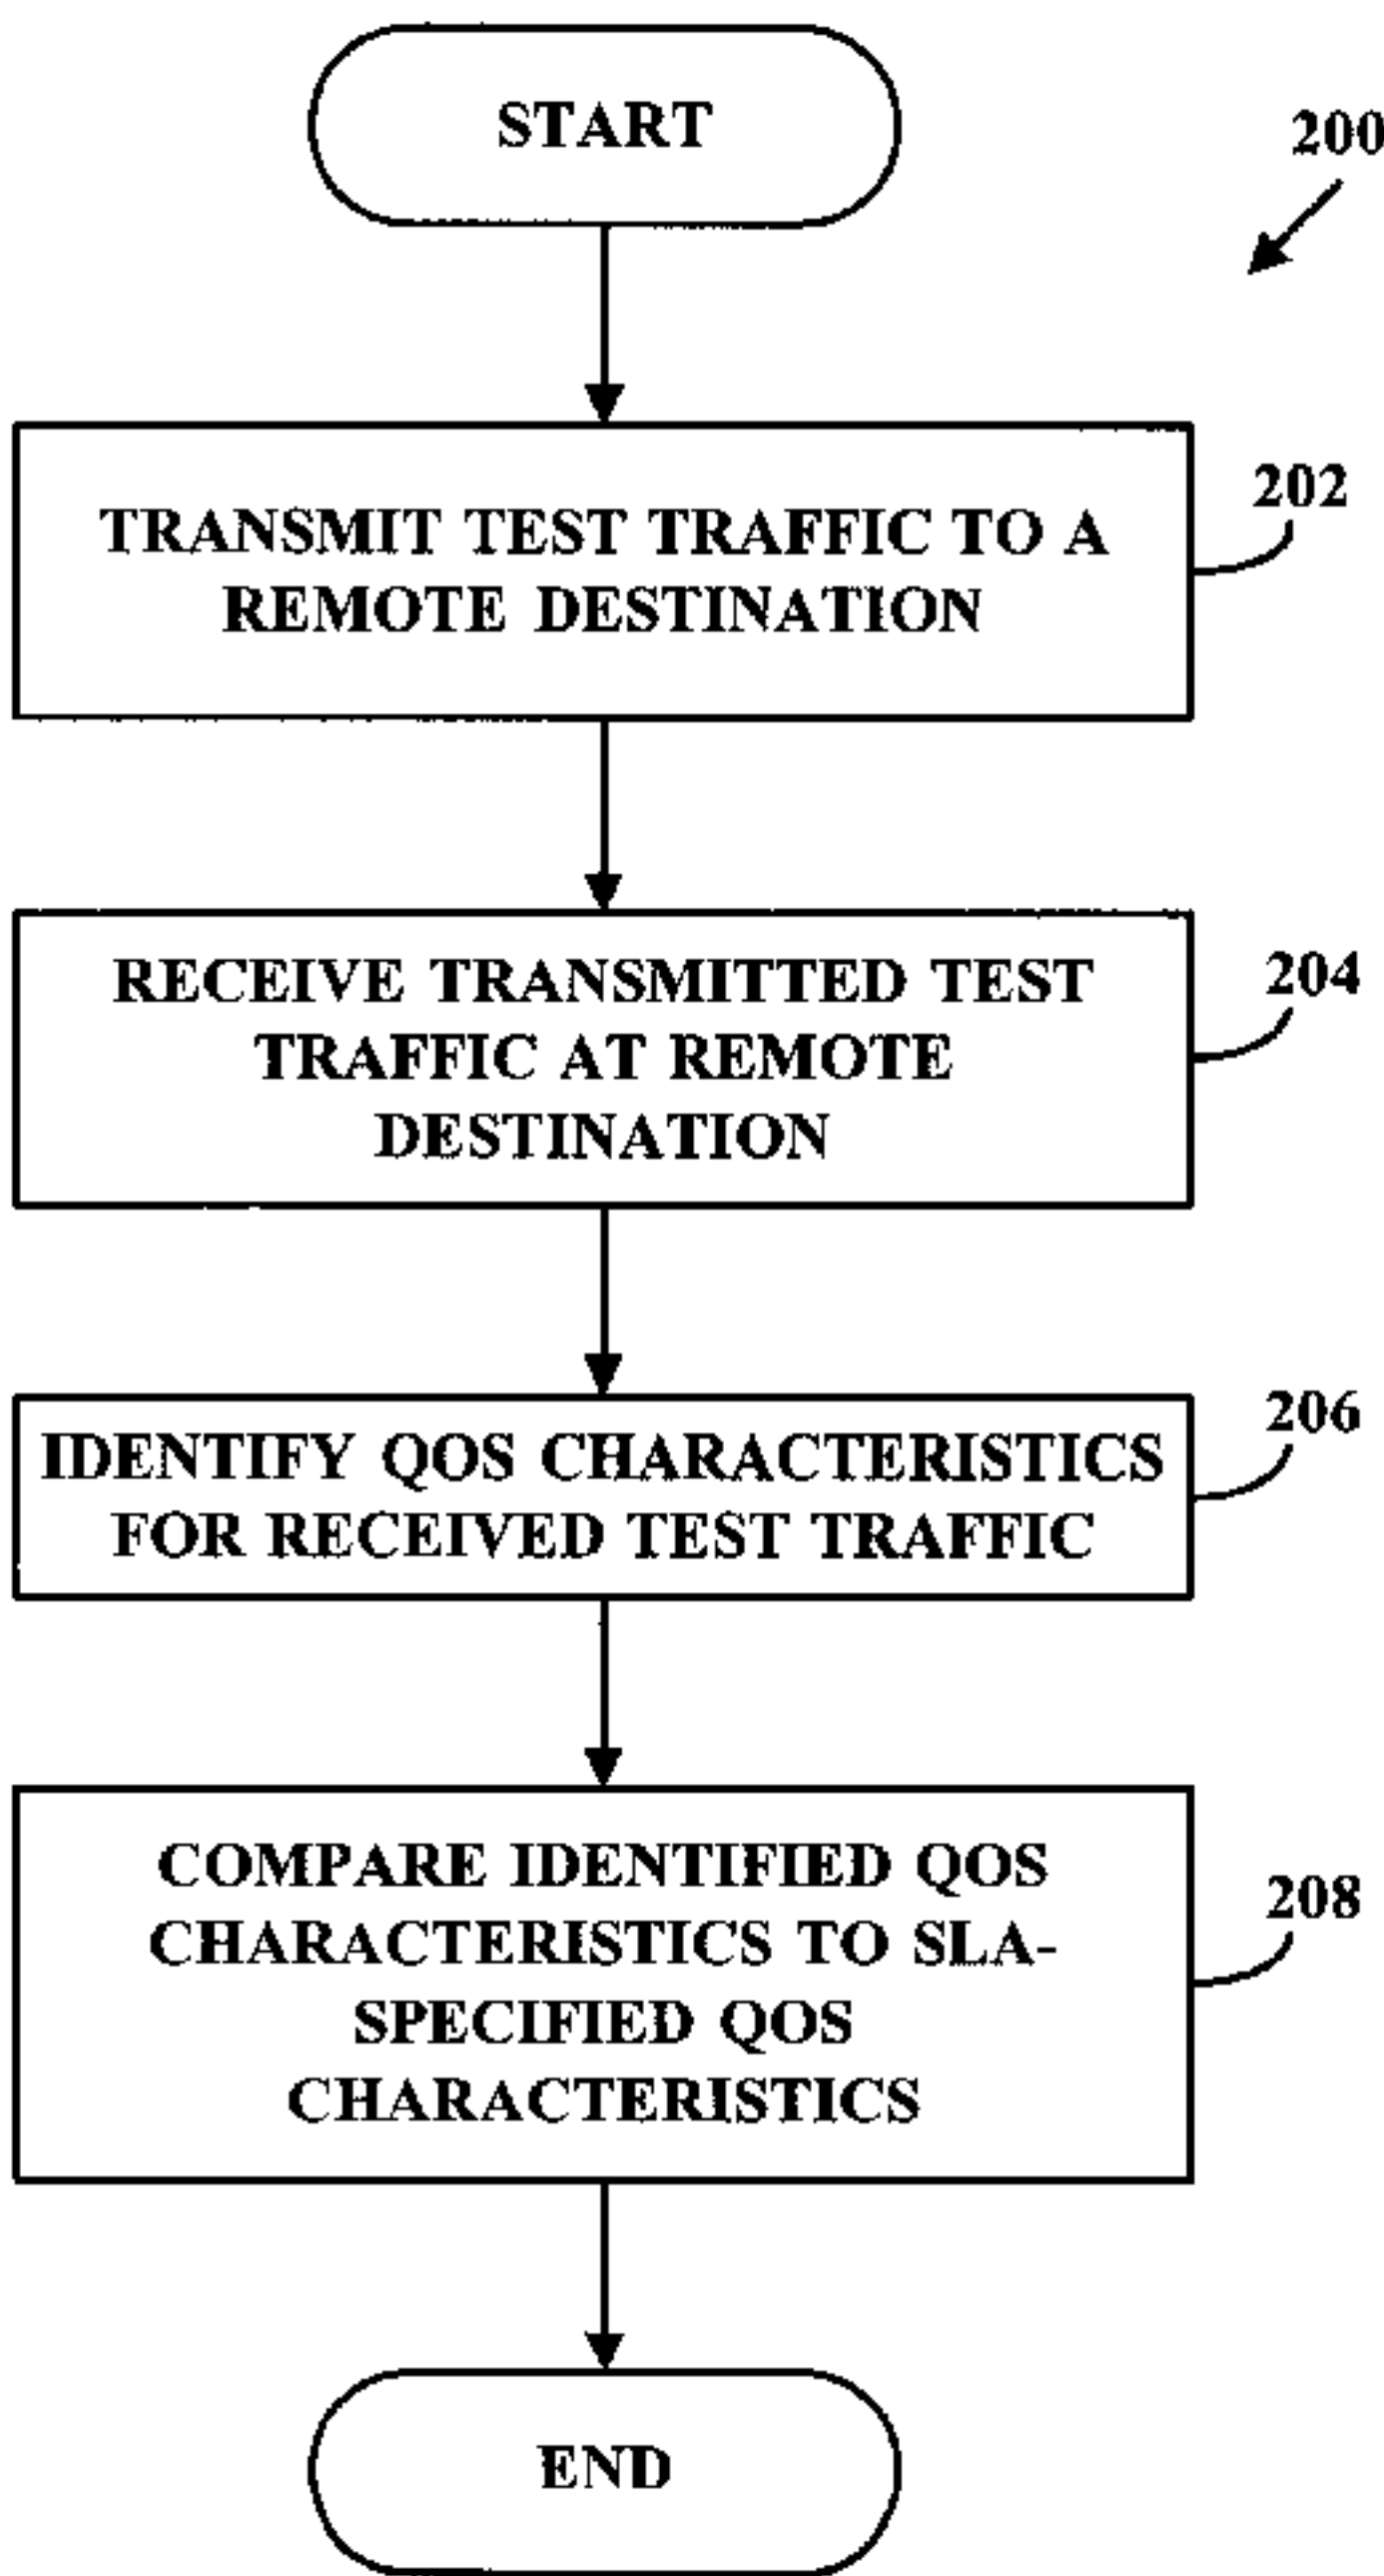 START
200
TRANSMIT TEST TRAFFIC TO A
REMOTE DESTINATION
202
RECEIVE TRANSMITTED TEST
TRAFFIC AT REMOTE
DESTINATION
204
IDENTIFY QOS CHARACTERISTICS
FOR RECEIVED TEST TRAFFIC
206
COMPARE IDENTIFIED QOS
CHARACTERISTICS TO SLA-
SPECIFIED QOS
CHARACTERISTICS
208
END